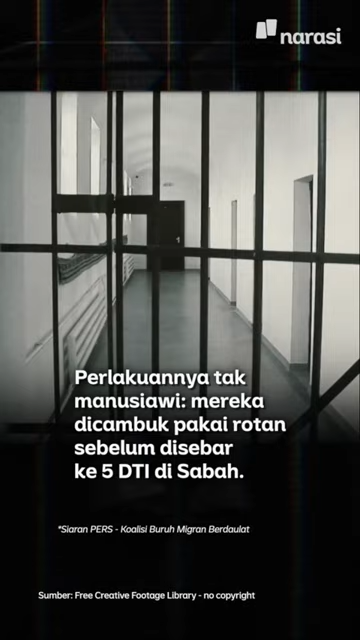 narasi
Perlakuannya tak
manusiawi: mereka
dicambuk pakai rotan
sebelum disebar
ke 5 DTI di Sabah.
*Siaran PERS - Koalisi Buruh Migran Berdaulat
Sumber: Free Creative Footage Library - no copyright